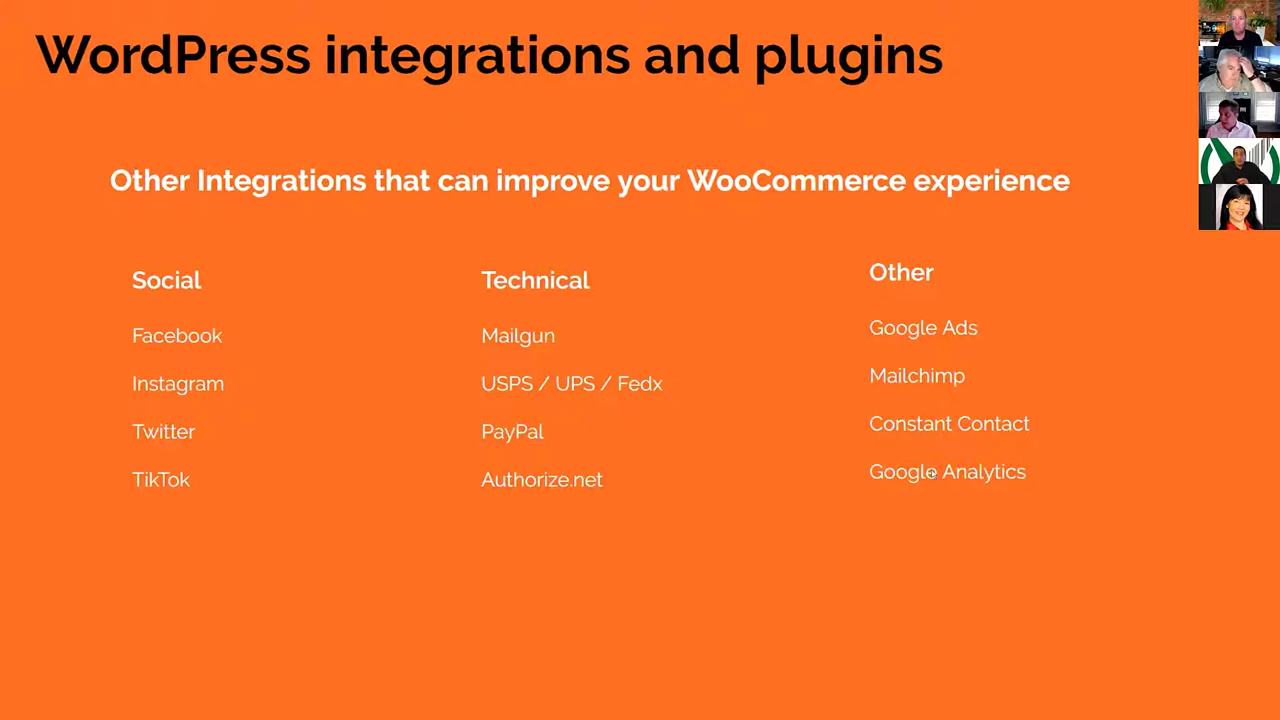 WordPress integrations and plugins
Other Integrations that can improve your WooCommerce experience
Social
Facebook
Instagram
Twitter
TikTok
Technical
Mailgun
USPS / UPS / Fedx
PayPal
Authorize.net
Other
Google Ads
Mailchimp
Constant Contact
Google Analytics